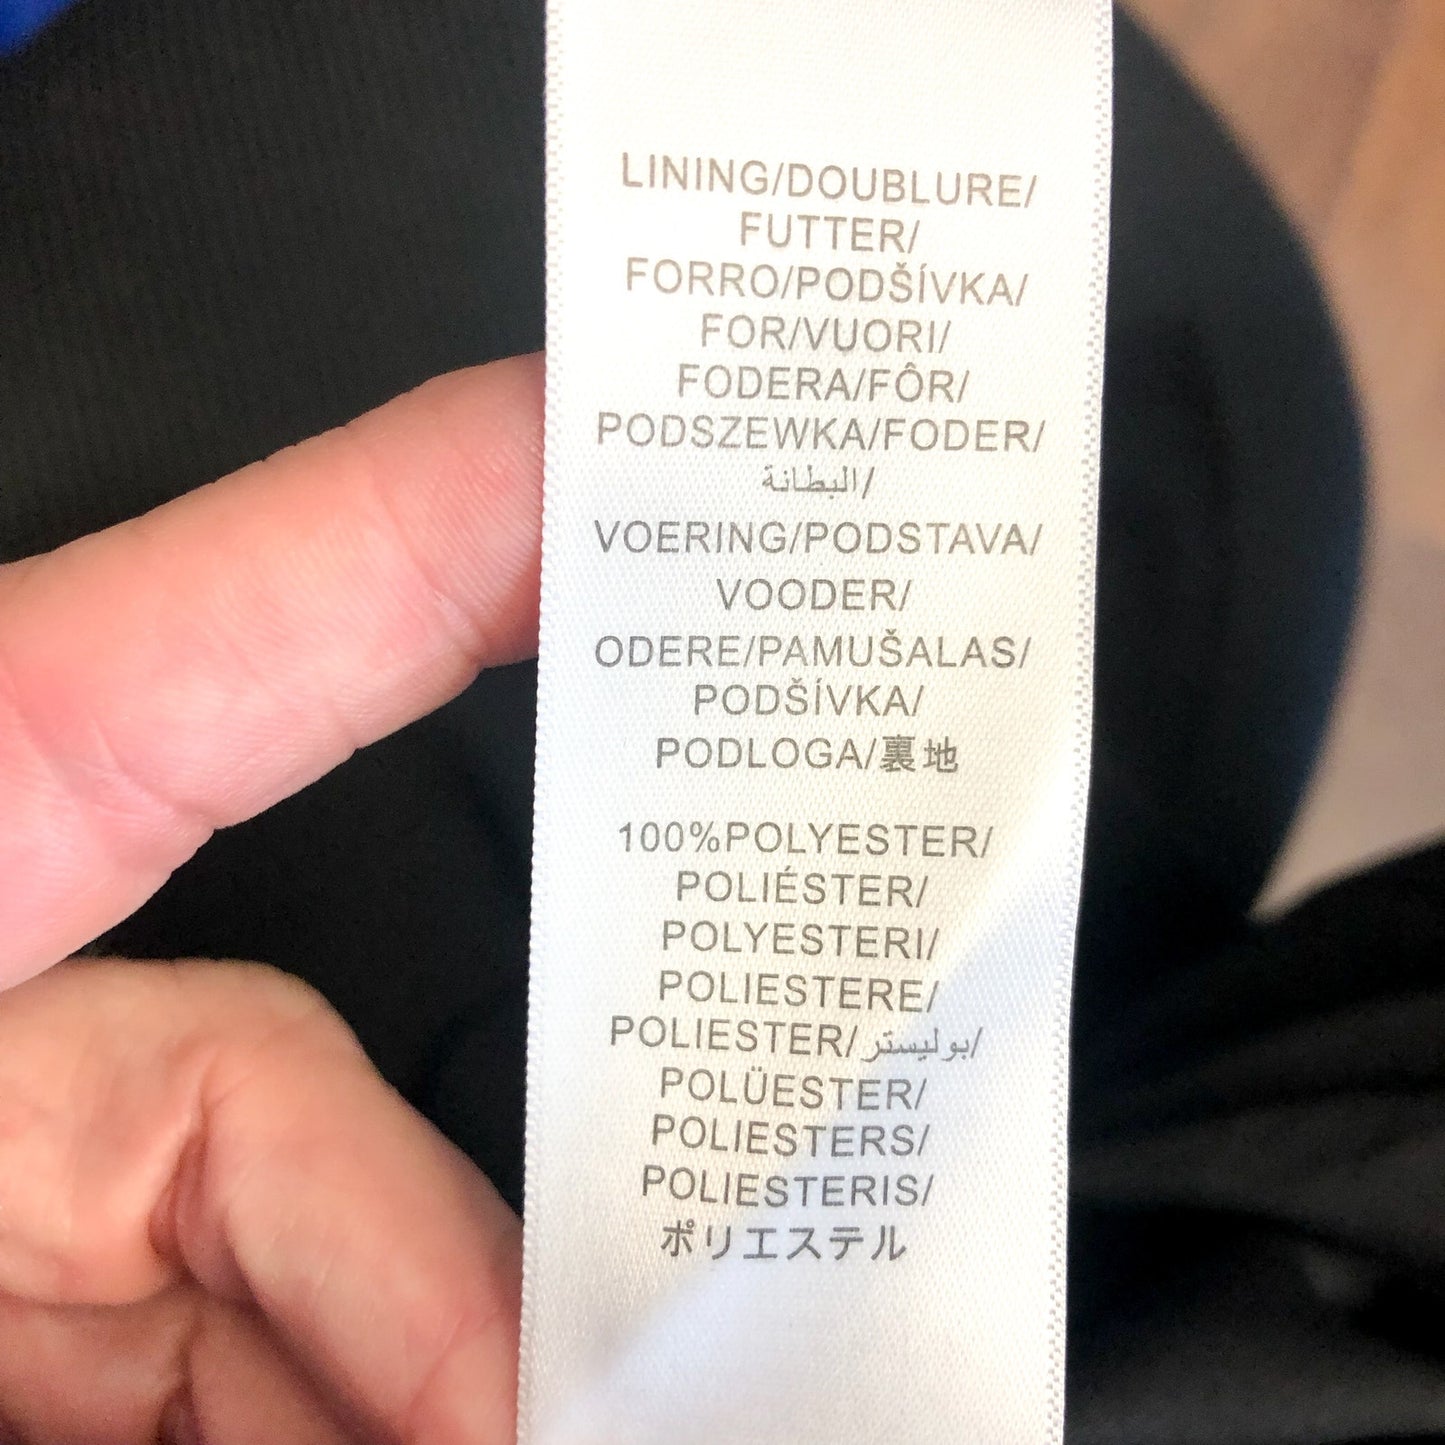 LINING/DOUBLURE/
FUTTER/
FORRO/PODŠÍVKA/
FOR/VUORI/
FODERA/FÔR/
PODSZEWKA/FODER/
البطانة/
VOERING/PODSTAVA/
VOODER/
ODERE/PAMUŠALAS/
PODŠÍVKA/
PODLOGA/裏地
100%POLYESTER/
POLIÉSTER/
POLYESTERI/
POLIESTERE/
POLIESTER/بوليستر/
POLÜESTER/
POLIESTERS/
POLIESTERIS/
ポリエステル